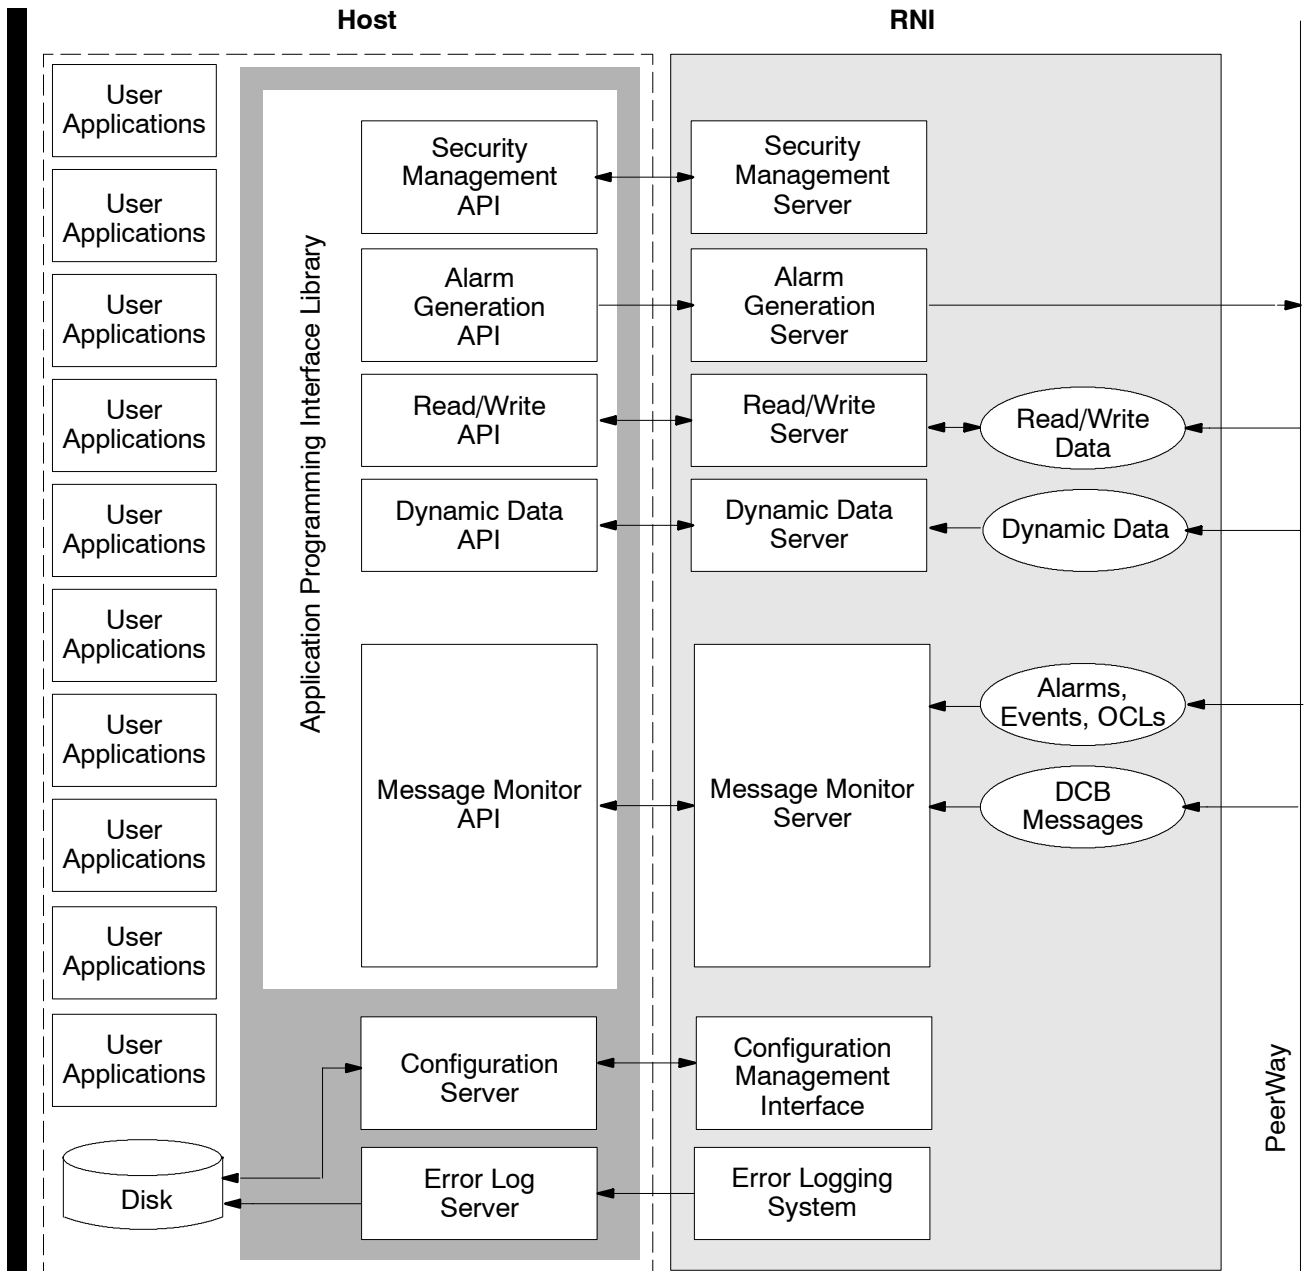 Host
RNI
User
Applications
User
Applications
User
Applications
User
Applications
User
Applications
User
Applications
User
Applications
User
Applications
User
Applications
User
Applications
Disk
Application Programming Interface Library
Security
Management
API
Alarm
Generation
API
Read/Write
API
Dynamic Data
API
Message Monitor
API
Configuration
Server
Error Log
Server
Security
Management
Server
Alarm
Generation
Server
Read/Write
Server
Dynamic Data
Server
Message Monitor
Server
Configuration
Management
Interface
Error Logging
System
Read/Write
Data
Dynamic Data
Alarms,
Events, OCLs
DCB
Messages
PeerWay